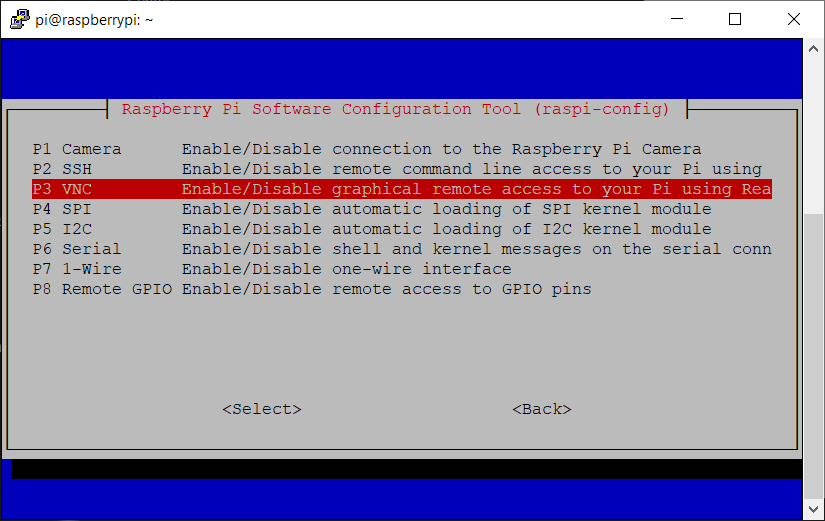 pi@raspberrypi: ~
Raspberry Pi Software Configuration Tool (raspi-config)
P1 Camera Enable/Disable connection to the Raspberry Pi Camera
P2 SSH Enable/Disable remote command line access to your Pi using
P3 VNC Enable/Disable graphical remote access to your Pi using Rea
P4 SPI Enable/Disable automatic loading of SPI kernel module
P5 I2C Enable/Disable automatic loading of I2C kernel module
P6 Serial Enable/Disable shell and kernel messages on the serial conn
P7 1-Wire Enable/Disable one-wire interface
P8 Remote GPIO Enable/Disable remote access to GPIO pins
<Select> <Back>